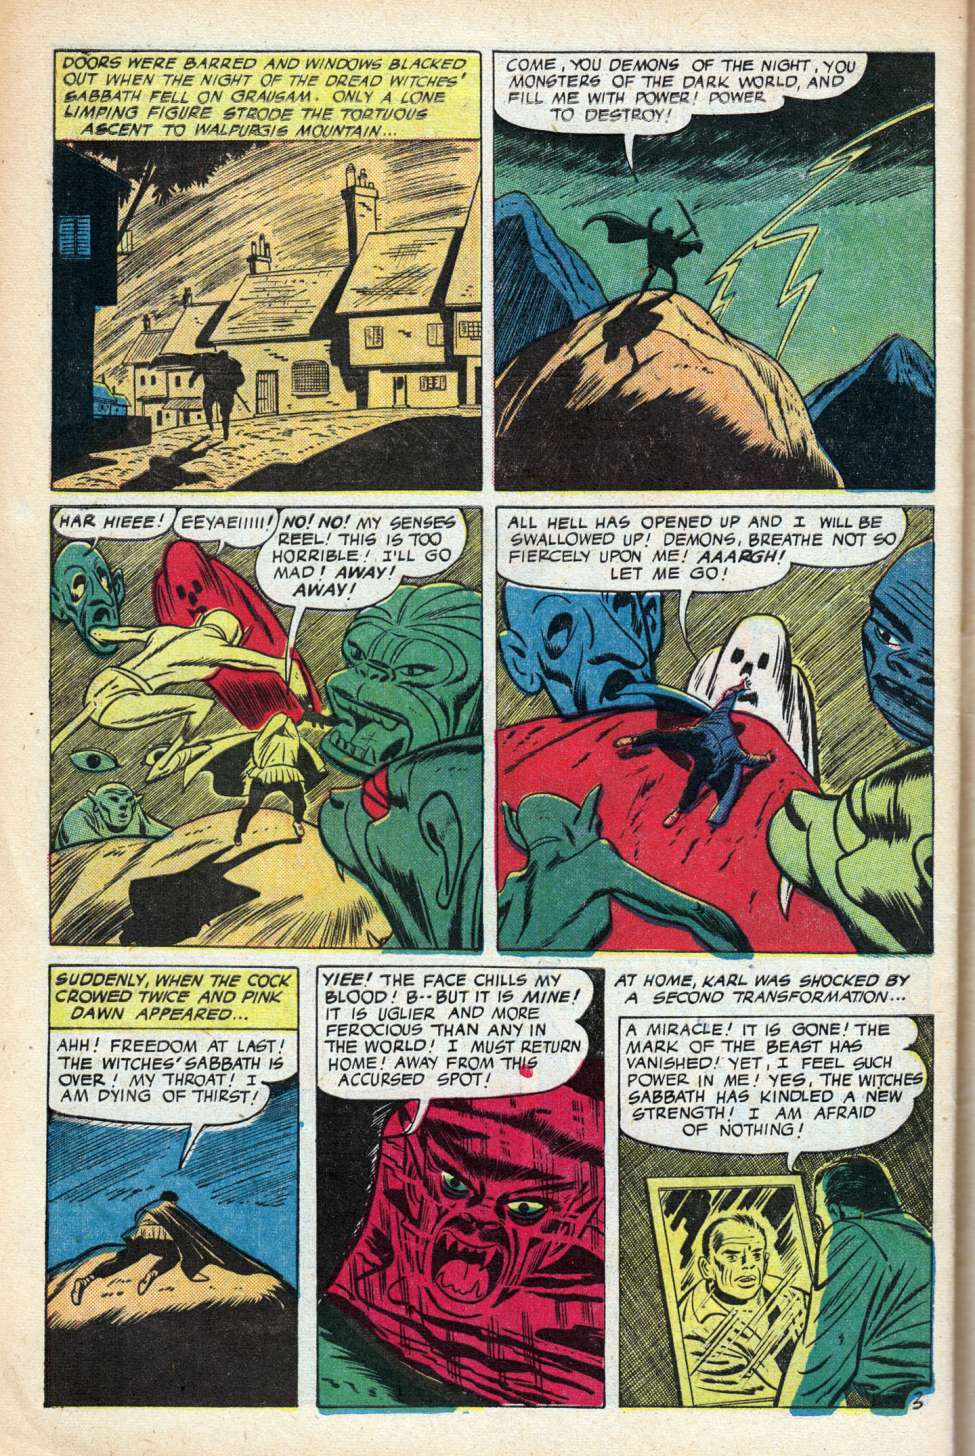 DOORS WERE BARRED AND WINDOWS BLACKED
OUT WHEN THE NIGHT OF THE DREAD WITCHES'
SABBATH FELL ON GRAUSAM. ONLY A LONE
LIMPING FIGURE STRODE THE TORTUOUS
ASCENT TO WALPURGIS MOUNTAIN...
COME, YOU DEMONS OF THE NIGHT, YOU
MONSTERS OF THE DARK WORLD, AND
FILL ME WITH POWER! POWER
TO DESTROY!
HAR HIEEE!
EEYAEIIIII!
NO! NO! MY SENSES
REEL! THIS IS TOO
HORRIBLE! I'LL GO
MAD! AWAY!
AWAY!
ALL HELL HAS OPENED UP AND I WILL BE
SWALLOWED UP! DEMONS, BREATHE NOT SO
FIERCELY UPON ME! AAARGH!
LET ME GO!
SUDDENLY, WHEN THE COCK
CROWED TWICE AND PINK
DAWN APPEARED...
AHH! FREEDOM AT LAST!
THE WITCHES' SABBATH IS
OVER! MY THROAT! I
AM DYING OF THIRST!
YIEE! THE FACE CHILLS MY
BLOOD! B--BUT IT IS MINE!
IT IS UGLIER AND MORE
FEROCIOUS THAN ANY IN
THE WORLD! I MUST RETURN
HOME! AWAY FROM THIS
ACCURSED SPOT!
AT HOME, KARL WAS SHOCKED BY
A SECOND TRANSFORMATION...
A MIRACLE! IT IS GONE! THE
MARK OF THE BEAST HAS
VANISHED! YET, I FEEL SUCH
POWER IN ME! YES, THE WITCHES
SABBATH HAS KINDLED A NEW
STRENGTH! I AM AFRAID
OF NOTHING!
3